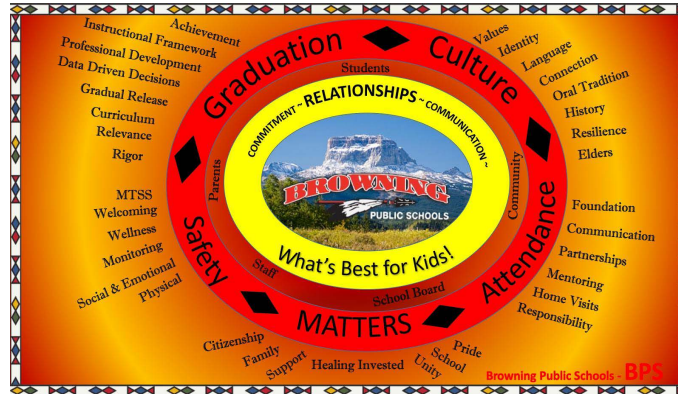 Achievement
Instructional Framework
Professional Development
Data Driven Decisions
Gradual Release
Curriculum
Relevance
Rigor
Graduation
Culture
Values
Identity
Language
Connection
Oral Tradition
History
Resilience
Elders
Students
COMMITMENT ~ RELATIONSHIPS ~ COMMUNICATION ~
Parents
Community
BROWNING
PUBLIC SCHOOLS
What's Best for Kids!
Staff
School Board
MTSS
Welcoming
Wellness
Monitoring
Social & Emotional
Physical
Safety
Attendance
Foundation
Communication
Partnerships
Mentoring
Home Visits
Responsibility
MATTERS
Citizenship
Family
Support
Healing Invested
Unity
School
Pride
Browning Public Schools - BPS